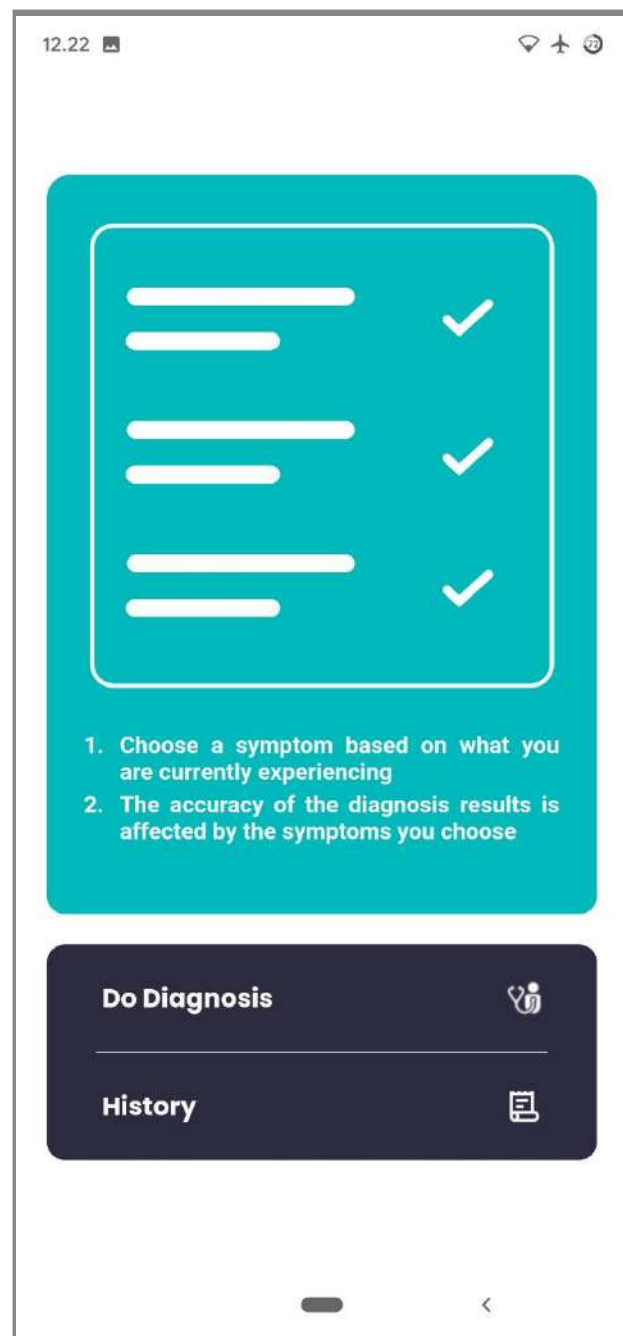 12.22
72
1. Choose a symptom based on what you
are currently experiencing
2. The accuracy of the diagnosis results is
affected by the symptoms you choose
Do Diagnosis
History